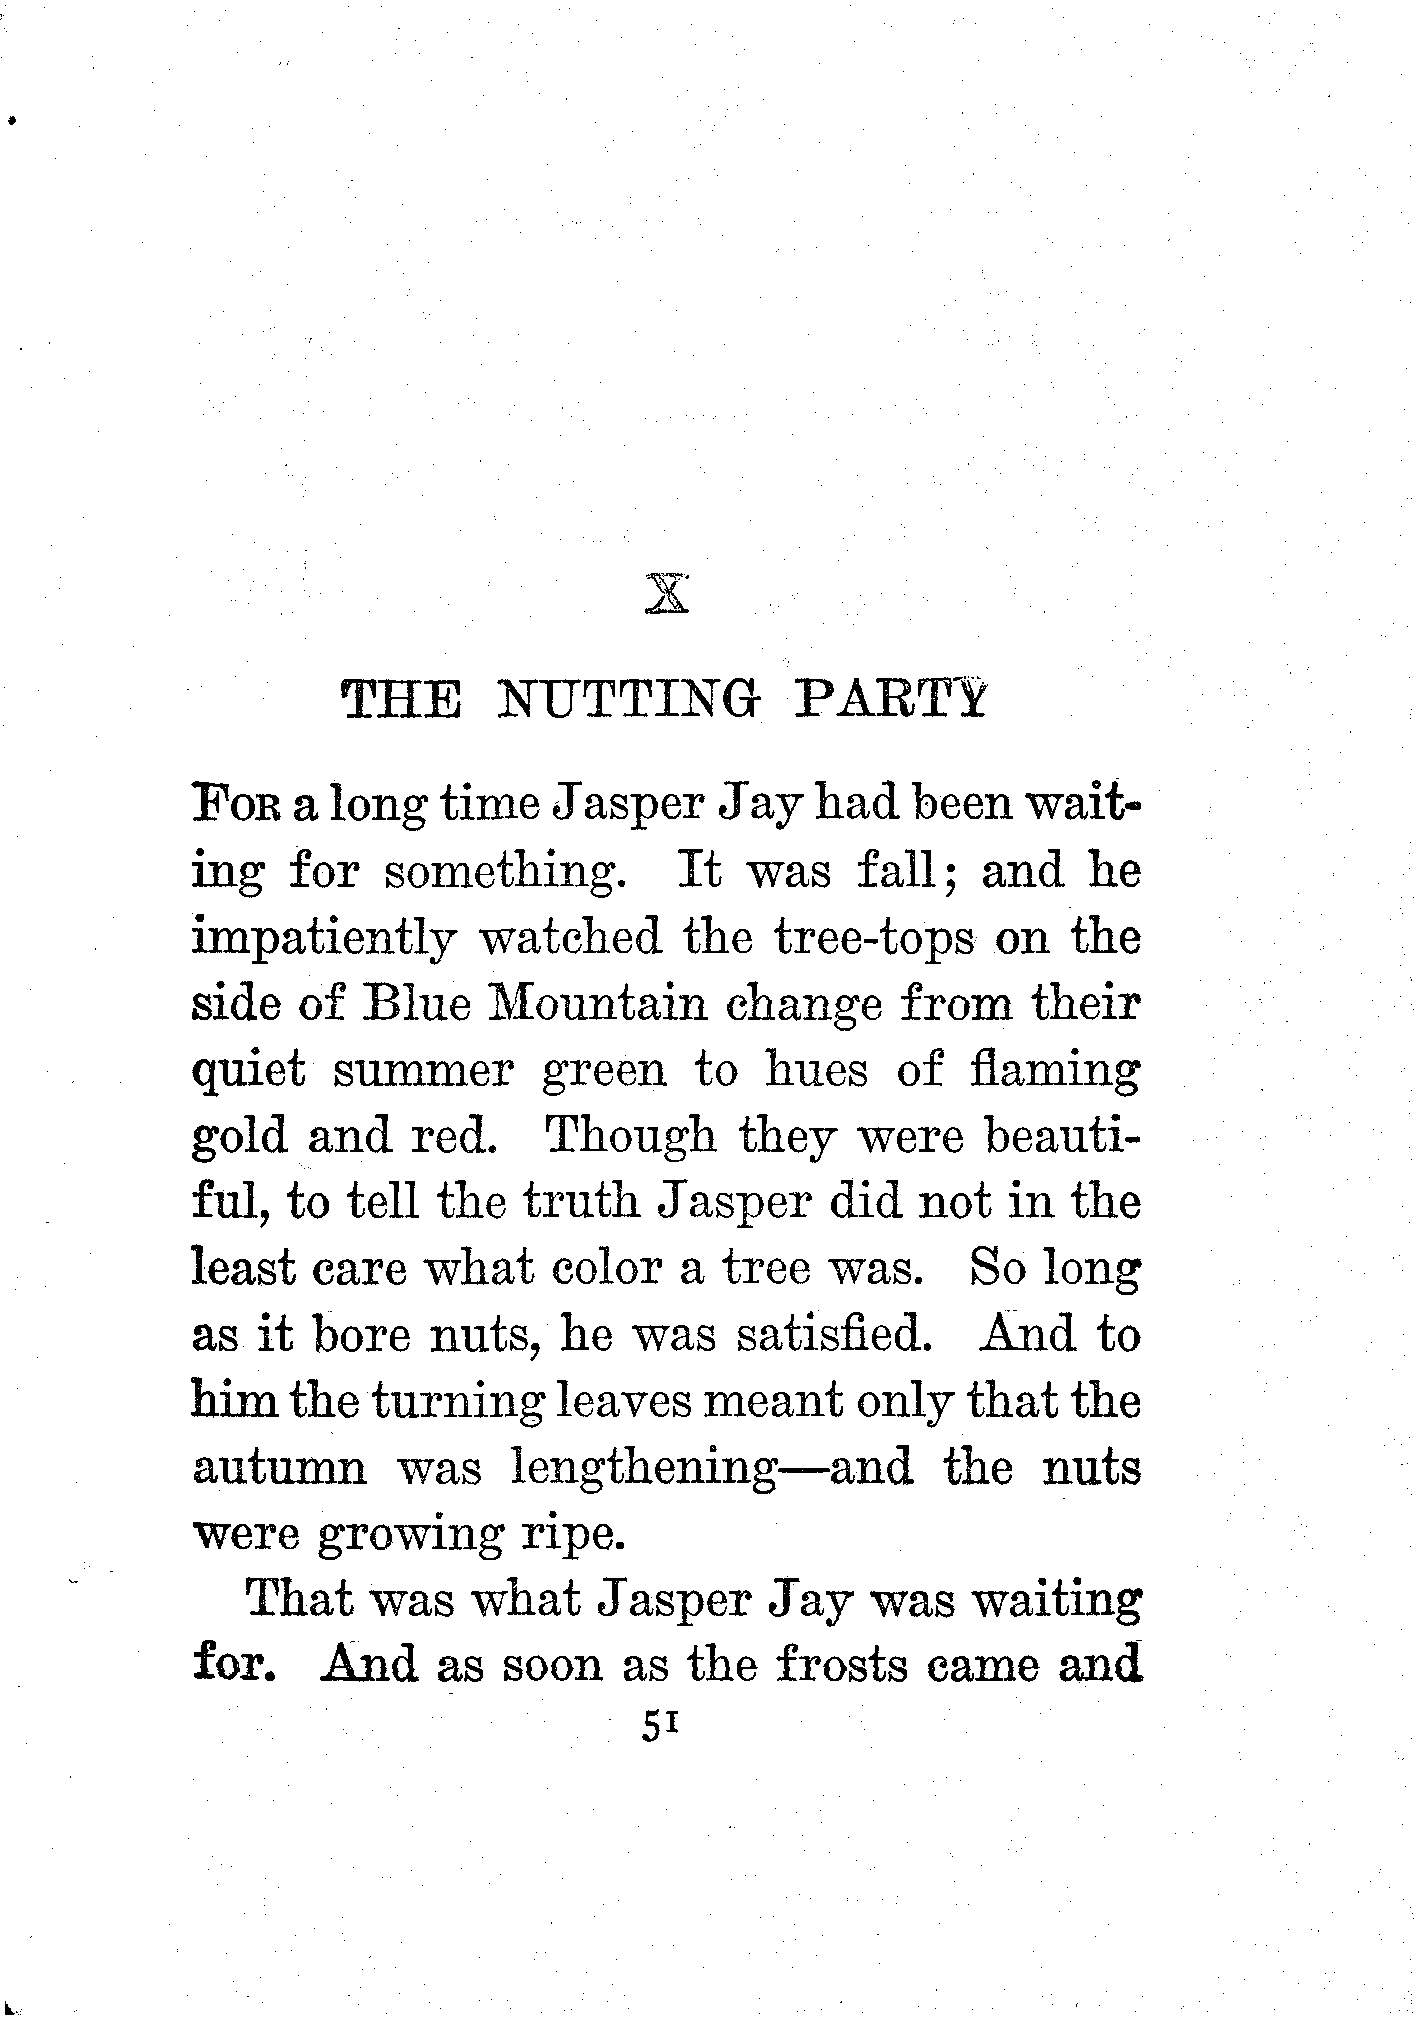 X
THE NUTTING PARTY
FOR a long time Jasper Jay had been wait-
ing for something. It was fall; and he
impatiently watched the tree-tops on the
side of Blue Mountain change from their
quiet summer green to hues of flaming
gold and red. Though they were beauti-
ful, to tell the truth Jasper did not in the
least care what color a tree was. So long
as it bore nuts, he was satisfied. And to
him the turning leaves meant only that the
autumn was lengthening—and the nuts
were growing ripe.
That was what Jasper Jay was waiting
for. And as soon as the frosts came and
51